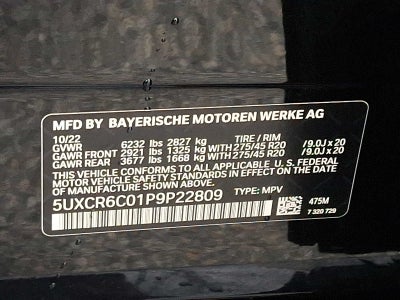 MFD BY BAYERISCHE MOTOREN WERKE AG
10/22 TIRE / RIM
GVWR 6232 lbs 2827 kg
GAWR FRONT 2921 lbs 1325 kg WITH 275/45 R20 /9.0J x 20
GAWR REAR 3677 lbs 1668 kg WITH 275/45 R20 /9.0J x 20
THIS VEHICLE CONFORMS TO ALL APPLICABLE U. S. FEDERAL
MOTOR VEHICLE SAFETY STANDARDS IN EFFECT ON THE
DATE OF MANUFACTURE SHOWN ABOVE.
5UXCR6C01P9P22809 TYPE: MPV
475M
7 320 729